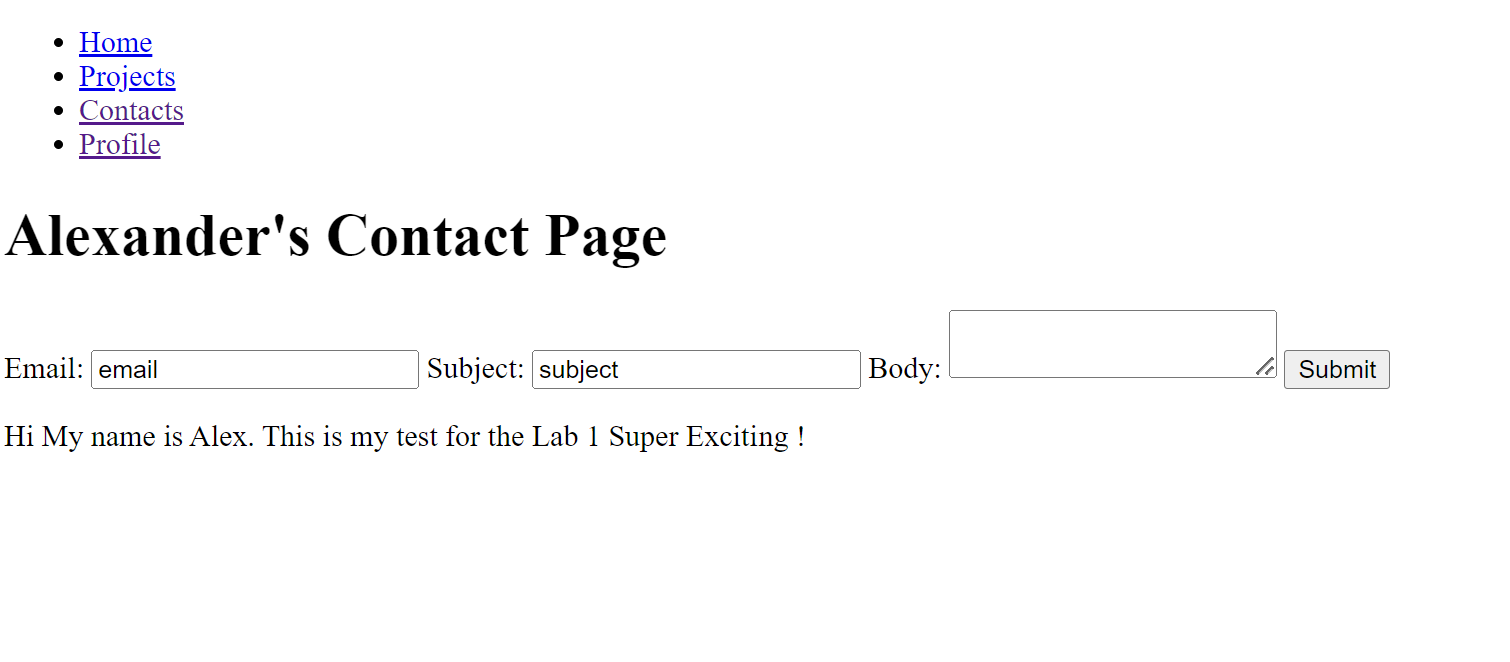 Home
Projects
Contacts
Profile
Alexander's Contact Page
Email: email Subject: subject Body: Submit
Hi My name is Alex. This is my test for the Lab 1 Super Exciting !